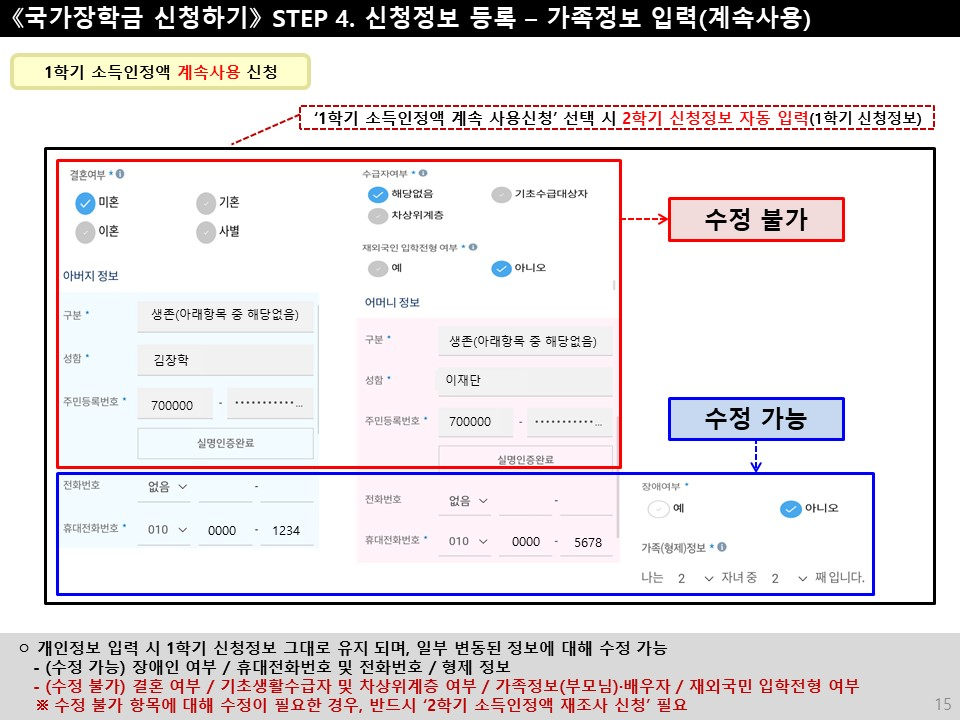 《국가장학금 신청하기》 STEP 4. 신청정보 등록 – 가족정보 입력(계속사용)
1학기 소득인정액 계속사용 신청
‘1학기 소득인정액 계속 사용신청’ 선택 시 2학기 신청정보 자동 입력(1학기 신청정보)
결혼여부 *
미혼
기혼
이혼
사별
수급자여부 *
해당없음
기초수급대상자
차상위계층
재외국인 입학전형 여부 *
예
아니오
수정 불가
아버지 정보
구분 *
생존(아래항목 중 해당없음)
성함 *
김장학
주민등록번호 *
700000 - ••••••••••• ...
실명인증완료
전화번호
없음 -
휴대전화번호 *
010 0000 - 1234
어머니 정보
구분 *
생존(아래항목 중 해당없음)
성함 *
이재단
주민등록번호 *
700000 - ••••••••••• ...
실명인증완료
전화번호
없음 -
휴대전화번호 *
010 0000 - 5678
수정 가능
장애여부 *
예
아니오
가족(형제)정보 *
나는 2 자녀 중 2 째 입니다.
○ 개인정보 입력 시 1학기 신청정보 그대로 유지 되며, 일부 변동된 정보에 대해 수정 가능
- (수정 가능) 장애인 여부 / 휴대전화번호 및 전화번호 / 형제 정보
- (수정 불가) 결혼 여부 / 기초생활수급자 및 차상위계층 여부 / 가족정보(부모님)·배우자 / 재외국민 입학전형 여부
※ 수정 불가 항목에 대해 수정이 필요한 경우, 반드시 ‘2학기 소득인정액 재조사 신청’ 필요
15